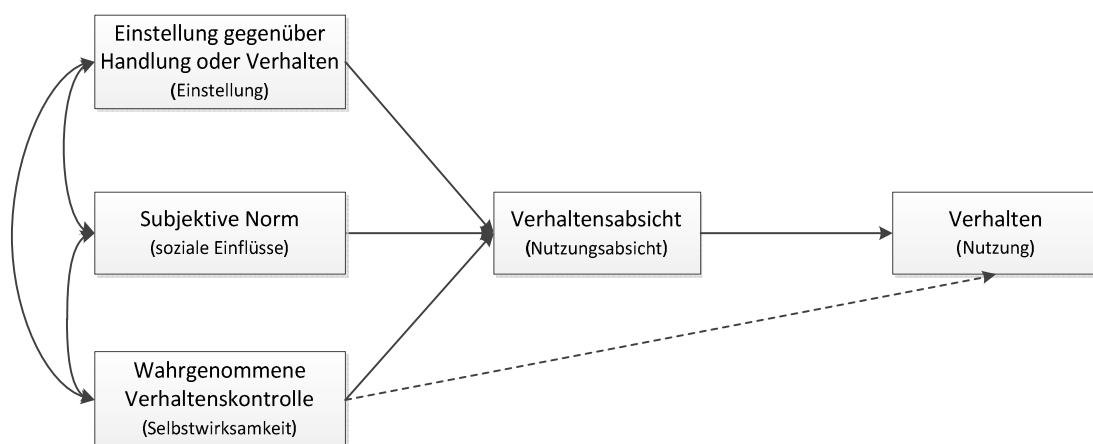 Einstellung gegenüber
Handlung oder Verhalten
(Einstellung)
Subjektive Norm
(soziale Einflüsse)
Verhaltensabsicht
(Nutzungsabsicht)
Verhalten
(Nutzung)
Wahrgenommene
Verhaltenskontrolle
(Selbstwirksamkeit)